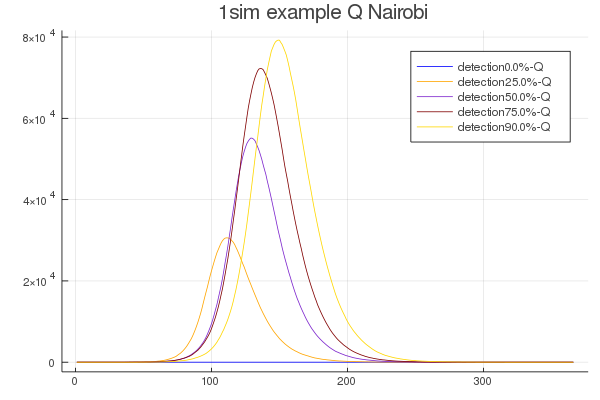 1sim example Q Nairobi
8×10⁴
6×10⁴
4×10⁴
2×10⁴
0
0
100
200
300
detection0.0%-Q
detection25.0%-Q
detection50.0%-Q
detection75.0%-Q
detection90.0%-Q